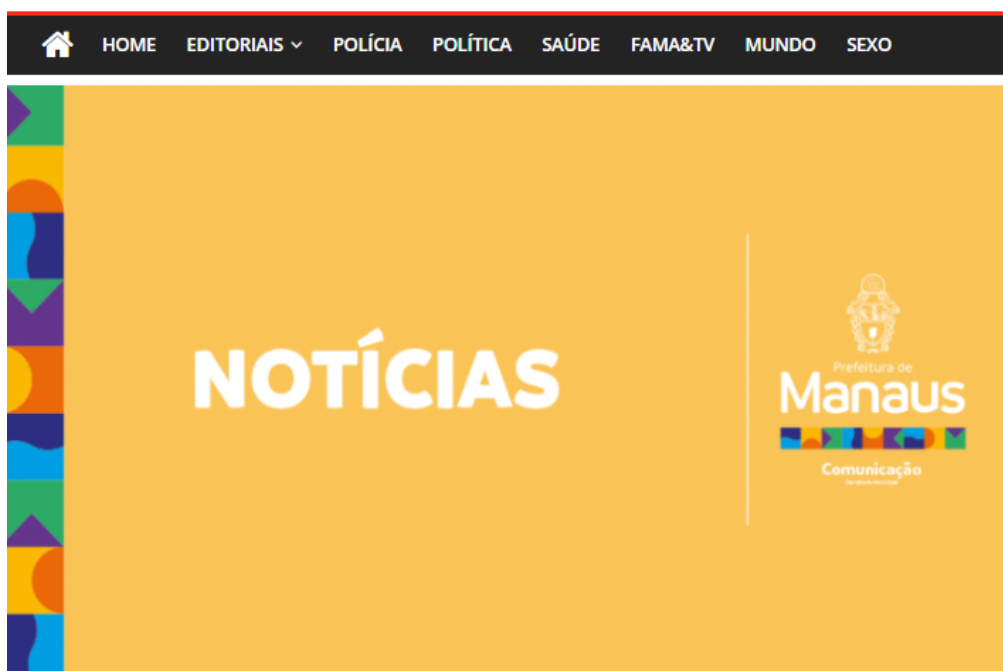 HOME EDITORIAIS POLÍCIA POLÍTICA SAÚDE FAMA&TV MUNDO SEXO
NOTÍCIAS
Prefeitura de
Manaus
Comunicação